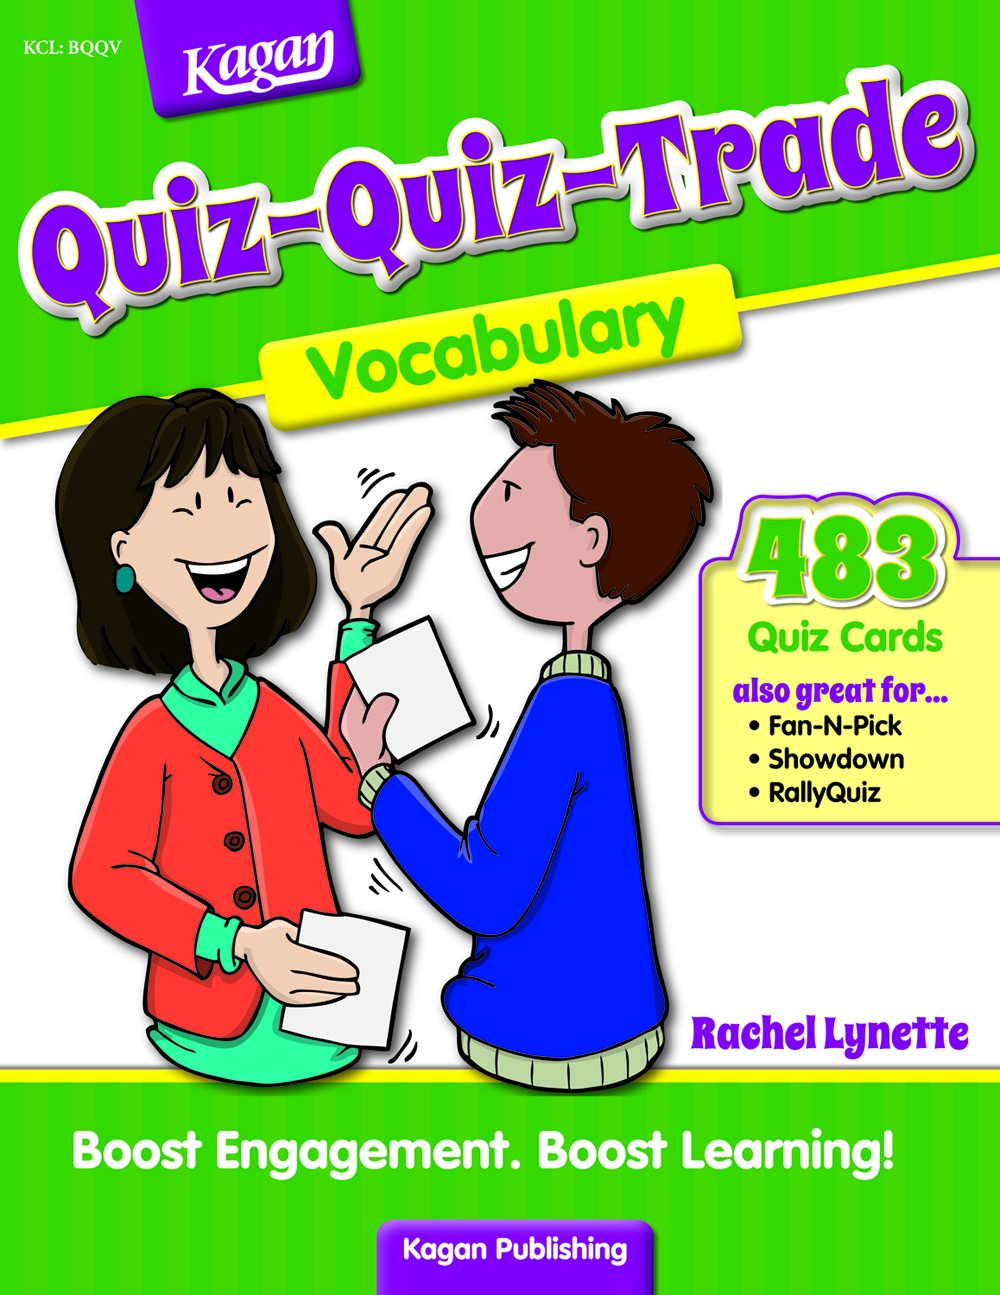 KCL: BQQV
Kagan
Quiz-Quiz-Trade
Vocabulary
483
Quiz Cards
also great for...
• Fan-N-Pick
• Showdown
• RallyQuiz
Rachel Lynette
Boost Engagement. Boost Learning!
Kagan Publishing